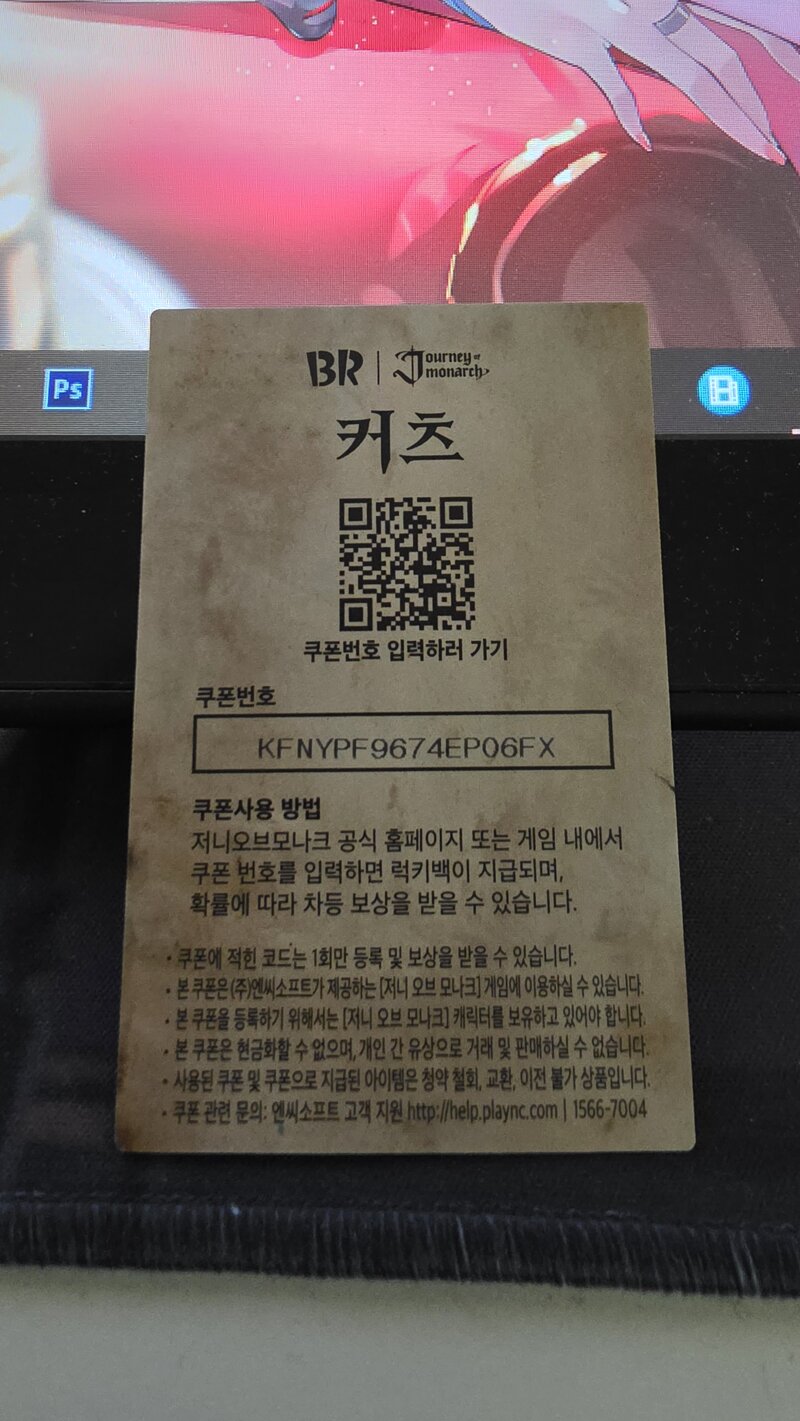 Ps
BR | Journey of monarch
커츠
쿠폰번호 입력하러 가기
쿠폰번호
KFNYPF9674EP06FX
쿠폰사용 방법
저니오브모나크 공식 홈페이지 또는 게임 내에서
쿠폰 번호를 입력하면 럭키백이 지급되며,
확률에 따라 차등 보상을 받을 수 있습니다.
· 쿠폰에 적힌 코드는 1회만 등록 및 보상을 받을 수 있습니다.
· 본 쿠폰은 (주)엔씨소프트가 제공하는 [저니 오브 모나크] 게임에 이용하실 수 있습니다.
· 본 쿠폰을 등록하기 위해서는 [저니 오브 모나크] 캐릭터를 보유하고 있어야 합니다.
· 본 쿠폰은 현금화할 수 없으며, 개인 간 유상으로 거래 및 판매하실 수 없습니다.
· 사용된 쿠폰 및 쿠폰으로 지급된 아이템은 청약 철회, 교환, 이전 불가 상품입니다.
· 쿠폰 관련 문의: 엔씨소프트 고객 지원 http://help.plaync.com | 1566-7004